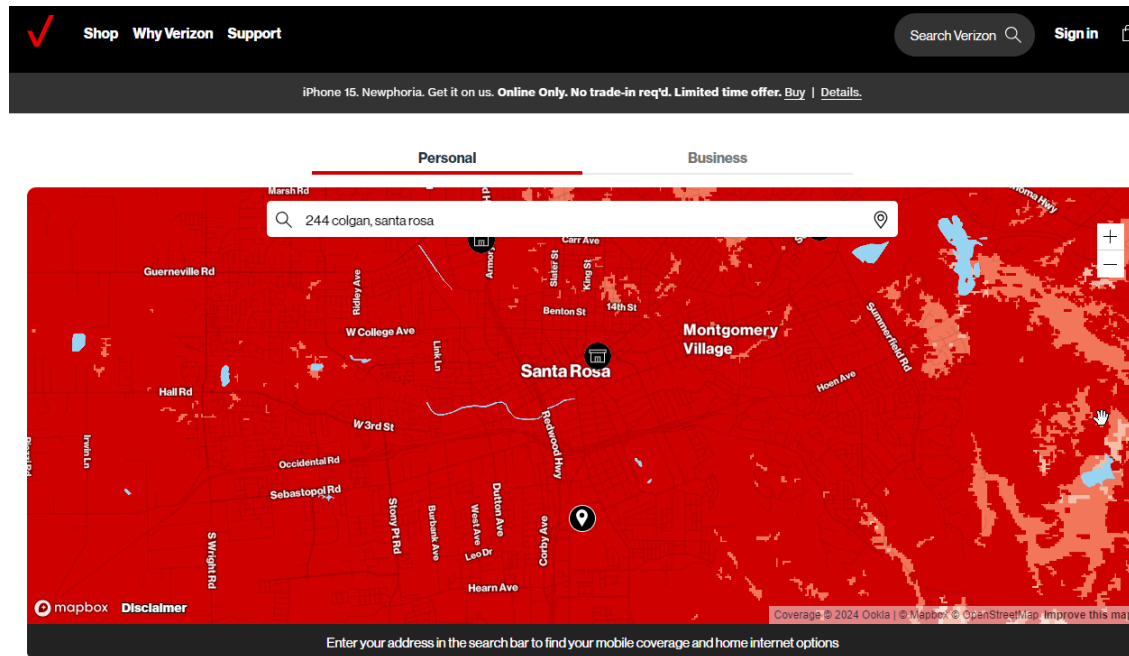 Shop Why Verizon Support Search Verizon Sign in
iPhone 15. Newphoria. Get it on us. Online Only. No trade-in req'd. Limited time offer. Buy | Details.
Personal Business
Marsh Rd
244 colgan, santa rosa
Carr Ave
Guerneville Rd
Ridley Ave
Armory
Slater St
King St
Benton St
14th St
W College Ave
Link Ln
Montgomery
Village
Summerfield Rd
Santa Rosa
Hoen Ave
Hall Rd
W 3rd St
Redwood Hwy
Irwin Ln
Occidental Rd
Sebastopol Rd
Stony Pt Rd
Burbank Ave
West Ave
Dutton Ave
Leo Dr
Corby Ave
S Wright Rd
Hearn Ave
mapbox Disclaimer
Coverage © 2024 Ookla | © Mapbox © OpenStreetMap Improve this map
Enter your address in the search bar to find your mobile coverage and home internet options